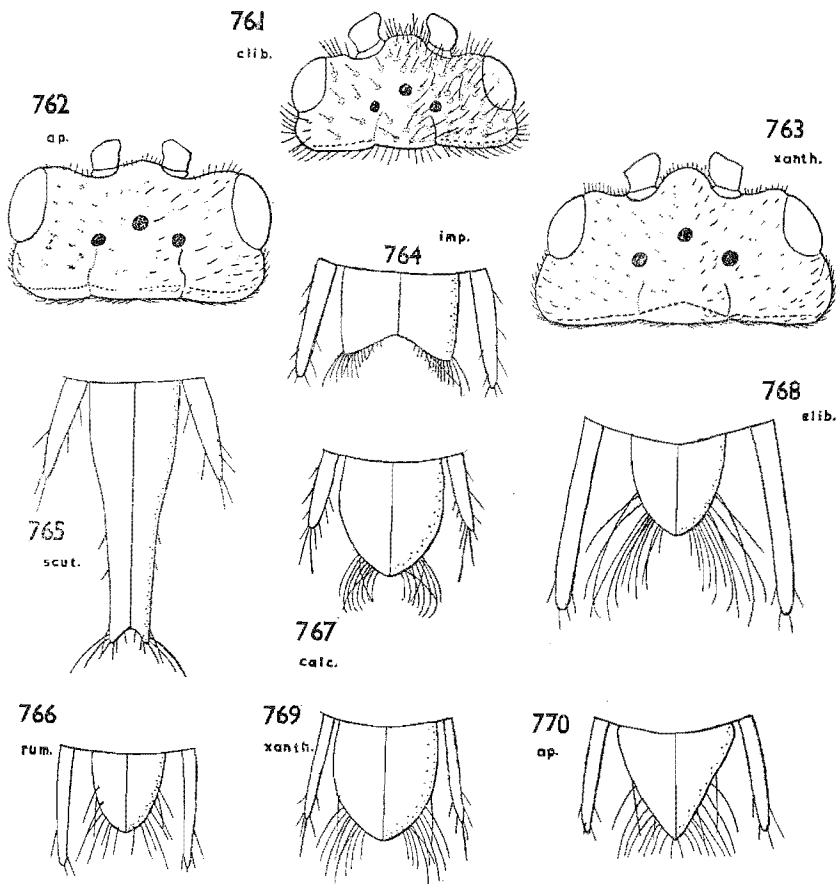 761
clib.
762
ap.
763
xanth.
imp.
764
765
scut.
768
clib.
767
calc.
766
rum.
769
xanth.
770
ap.